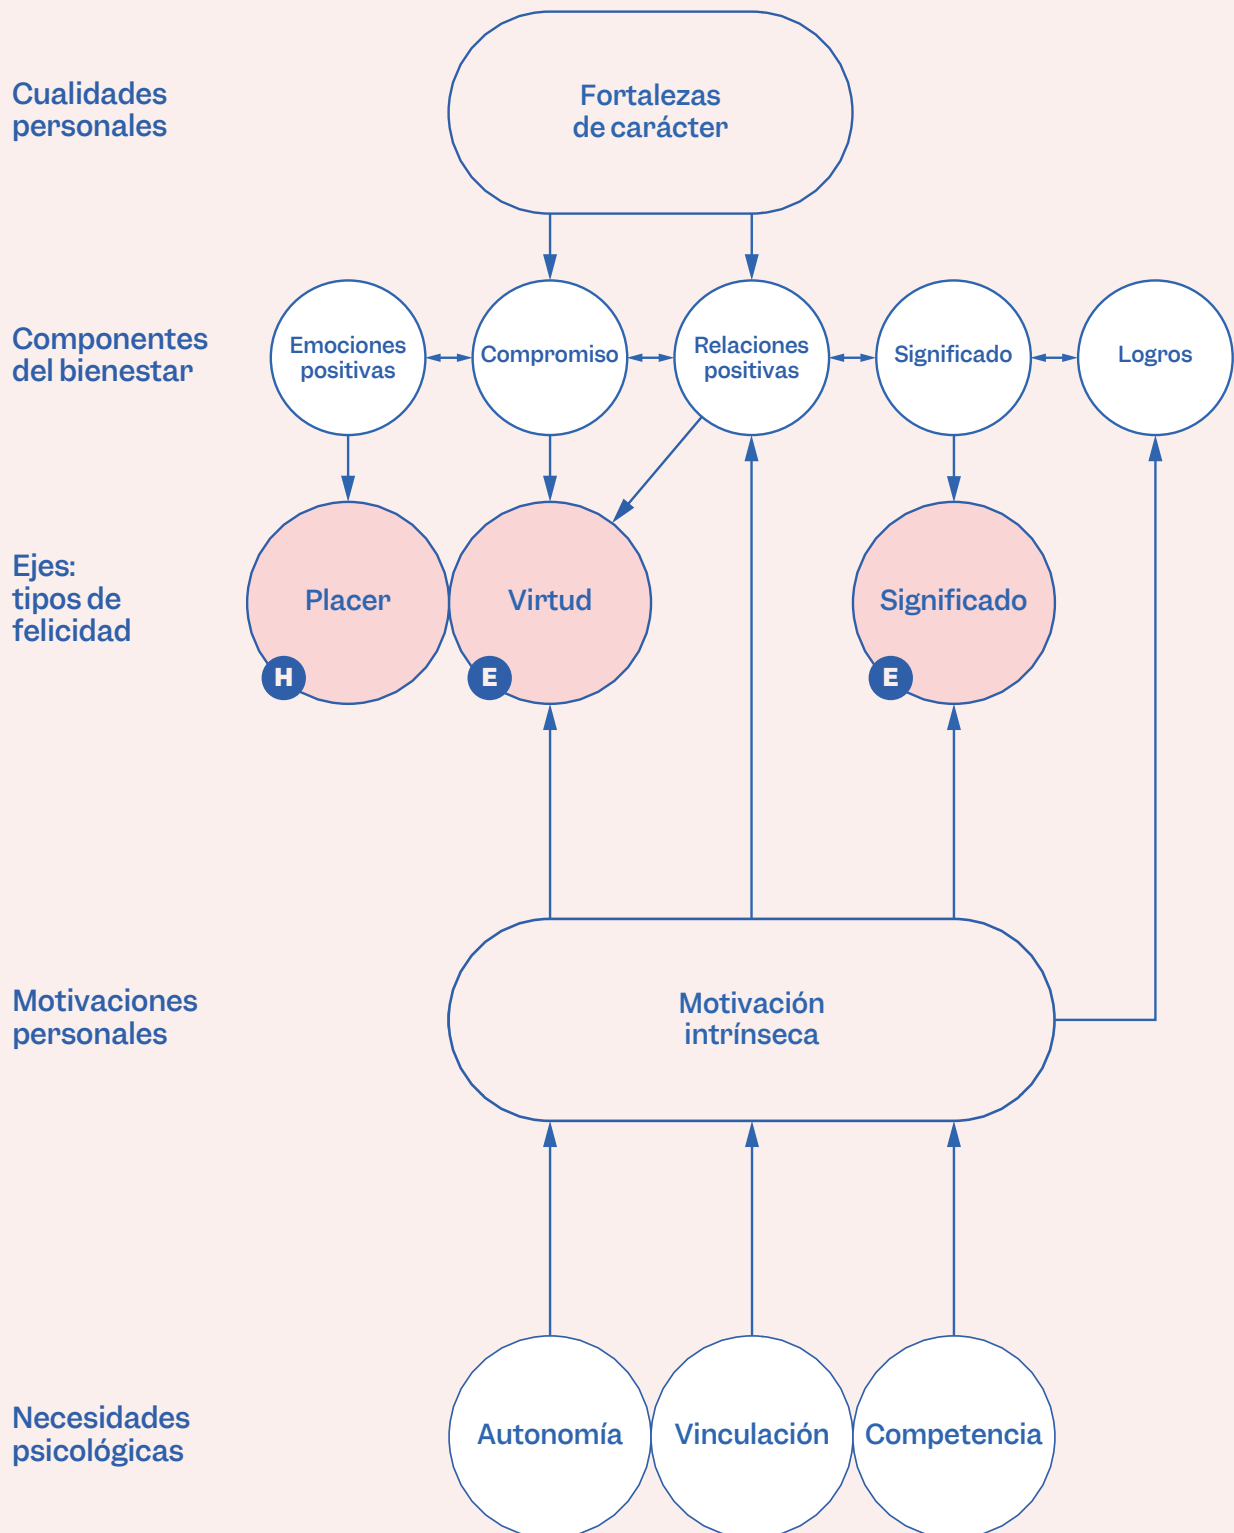 Cualidades
personales
Fortalezas
de carácter
Componentes
del bienestar
Emociones
positivas
Compromiso
Relaciones
positivas
Significado
Logros
Ejes:
tipos de
felicidad
Placer
H
Virtud
E
Significado
E
Motivaciones
personales
Motivación
intrínseca
Necesidades
psicológicas
Autonomía
Vinculación
Competencia